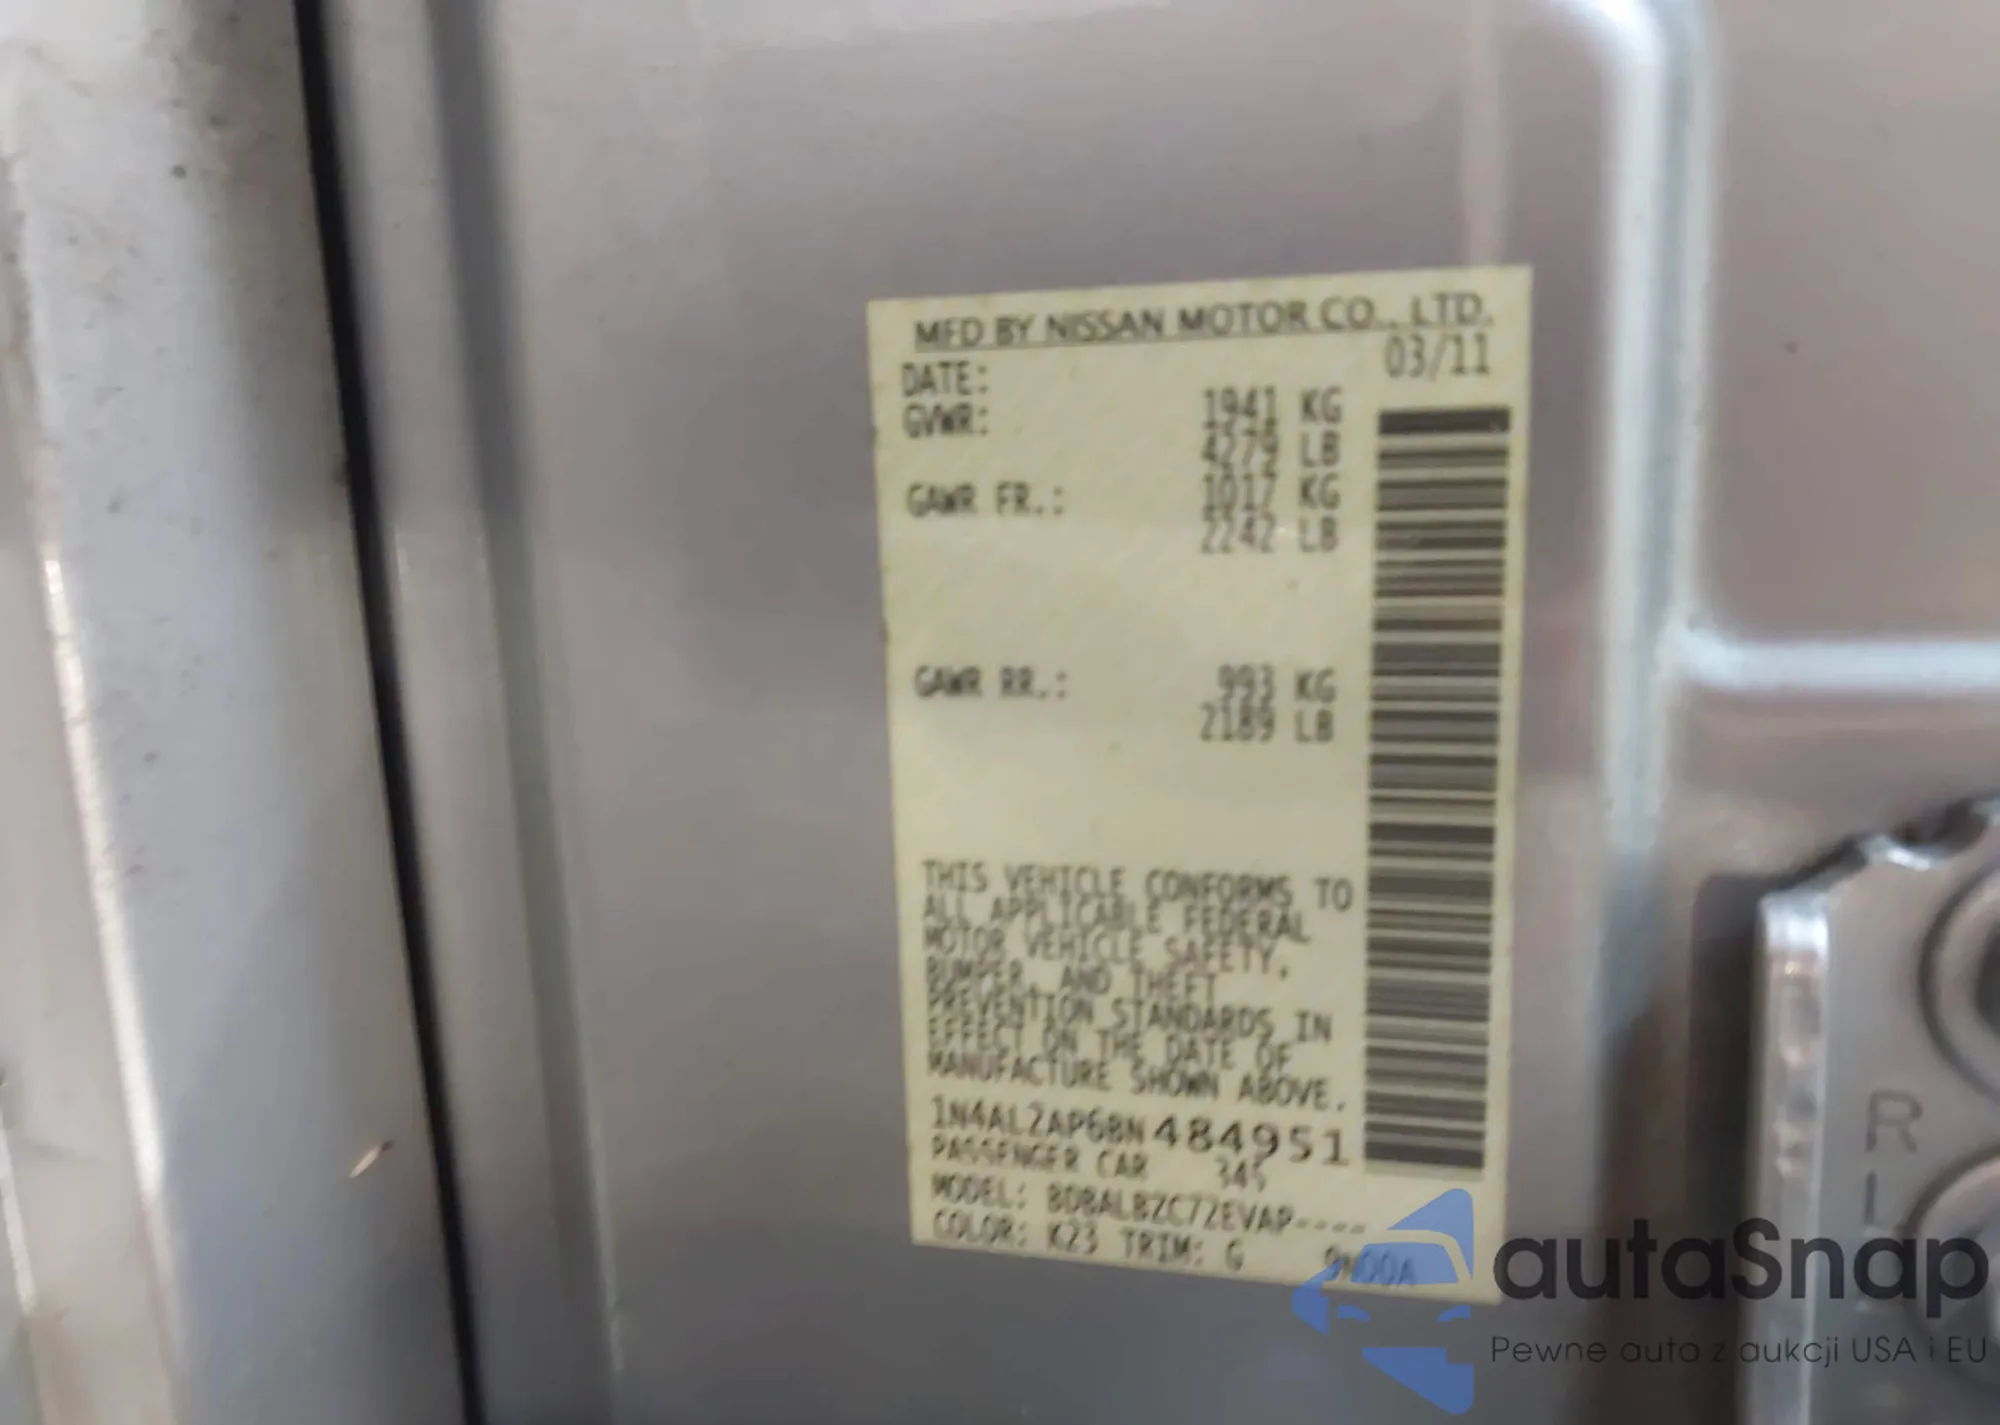 MFD BY NISSAN MOTOR CO., LTD.
DATE: 03/11
GVWR: 1941 KG
4279 LB
GAWR FR.: 1017 KG
2242 LB
GAWR RR.: 993 KG
2189 LB
THIS VEHICLE CONFORMS TO
ALL APPLICABLE FEDERAL
MOTOR VEHICLE SAFETY,
BUMPER, AND THEFT
PREVENTION STANDARDS IN
EFFECT ON THE DATE OF
MANUFACTURE SHOWN ABOVE.
1N4AL2AP6BN484951
PASSENGER CAR 345
MODEL: BDBALBZC72EVAP----
COLOR: K23 TRIM: G 9N00A
R
L
autaSnap
Pewne auta z aukcji USA i EU